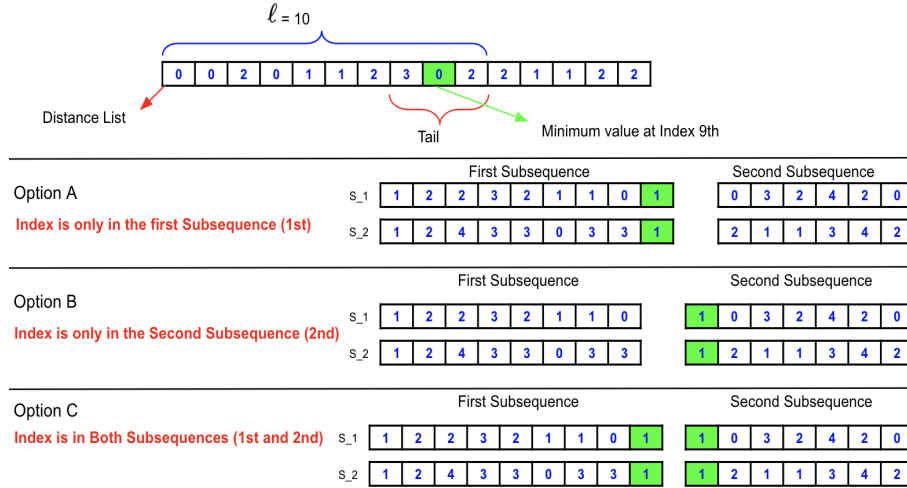 ℓ = 10
0 0 2 0 1 1 2 3 0 2 2 1 1 2 2
Distance List
Tail
Minimum value at Index 9th
First Subsequence Second Subsequence
Option A
S_1 1 2 2 3 2 1 1 0 1 0 3 2 4 2 0
Index is only in the first Subsequence (1st)
S_2 1 2 4 3 3 0 3 3 1 2 1 1 3 4 2
First Subsequence Second Subsequence
Option B
S_1 1 2 2 3 2 1 1 0 1 0 3 2 4 2 0
Index is only in the Second Subsequence (2nd)
S_2 1 2 4 3 3 0 3 3 1 2 1 1 3 4 2
First Subsequence Second Subsequence
Option C
Index is in Both Subsequences (1st and 2nd)
S_1 1 2 2 3 2 1 1 0 1 1 0 3 2 4 2 0
S_2 1 2 4 3 3 0 3 3 1 1 2 1 1 3 4 2